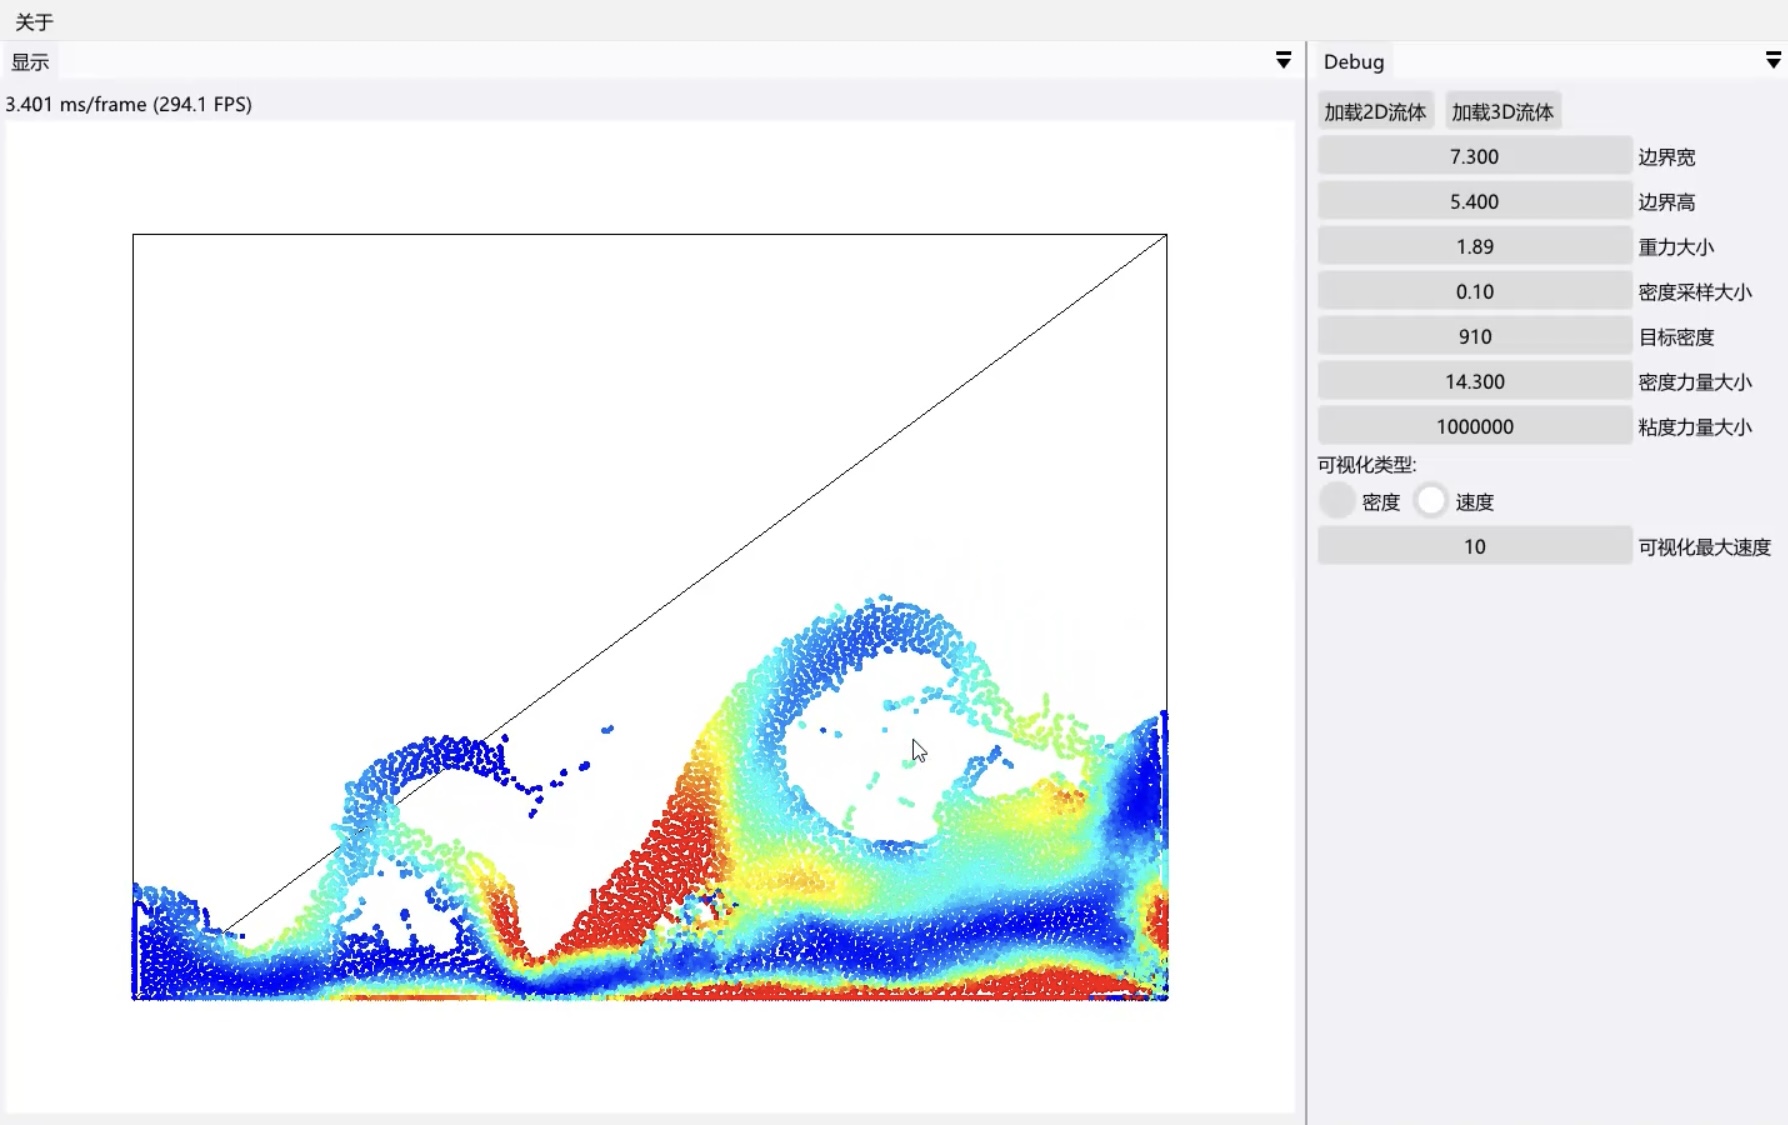 关于
显示
3.401 ms/frame (294.1 FPS)
Debug
加载2D流体 加载3D流体
7.300 边界宽
5.400 边界高
1.89 重力大小
0.10 密度采样大小
910 目标密度
14.300 密度力量大小
1000000 粘度力量大小
可视化类型:
密度 速度
10 可视化最大速度